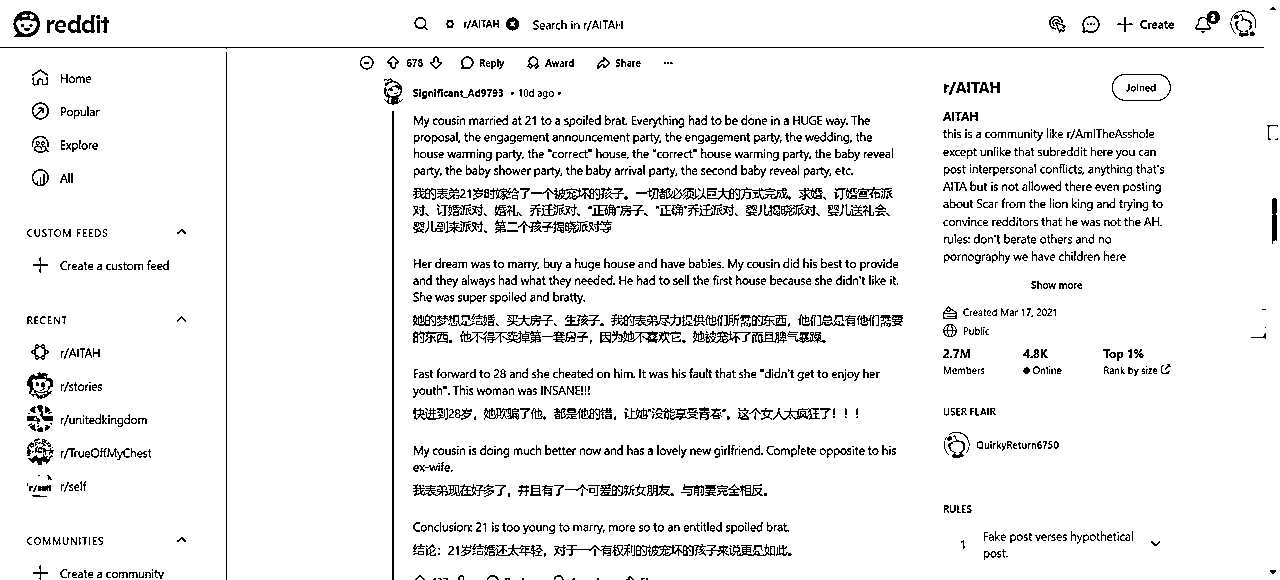 reddit
r/AITAH
Search in r/AITAH
Create
2
Home
Popular
Explore
All
CUSTOM FEEDS
Create a custom feed
RECENT
r/AITAH
r/stories
r/unitedkingdom
r/TrueOffMyChest
r/self
COMMUNITIES
Create a community
678
Reply
Award
Share
Significant_Ad9793 • 10d ago •
My cousin married at 21 to a spoiled brat. Everything had to be done in a HUGE way. The
proposal, the engagement announcement party, the engagement party, the wedding, the
house warming party, the "correct" house, the "correct" house warming party, the baby reveal
party, the baby shower party, the baby arrival party, the second baby reveal party, etc.
我的表弟21岁时嫁给了一个被宠坏的孩子。一切都必须以巨大的方式完成。求婚、订婚宣布派
对、订婚派对、婚礼、乔迁派对、"正确"房子、"正确"乔迁派对、婴儿揭晓派对、婴儿送礼会、
婴儿到来派对、第二个孩子揭晓派对等
Her dream was to marry, buy a huge house and have babies. My cousin did his best to provide
and they always had what they needed. He had to sell the first house because she didn't like it.
She was super spoiled and bratty.
她的梦想是结婚、买大房子、生孩子。我的表弟尽力提供他们所需的东西，他们总是有他们需要
的东西。他不得不卖掉第一套房子，因为她不喜欢它。她被宠坏了而且脾气暴躁。
Fast forward to 28 and she cheated on him. It was his fault that she "didn't get to enjoy her
youth". This woman was INSANE!!!
快进到28岁，她欺骗了他。都是他的错，让她"没能享受青春"。这个女人太疯狂了！！！
My cousin is doing much better now and has a lovely new girlfriend. Complete opposite to his
ex-wife.
我表弟现在好多了，并且有了一个可爱的新女朋友。与前妻完全相反。
Conclusion: 21 is too young to marry, more so to an entitled spoiled brat.
结论：21岁结婚还太年轻，对于一个有权利的被宠坏的孩子来说更是如此。
r/AITAH
Joined
AITAH
this is a community like r/AmITheAsshole
except unlike that subreddit here you can
post interpersonal conflicts, anything that's
AITA but is not allowed there even posting
about Scar from the lion king and trying to
convince redditors that he was not the AH.
rules: don't berate others and no
pornography we have children here
Show more
Created Mar 17, 2021
Public
2.7M
4.8K
Top 1%
Members
Online
Rank by size
USER FLAIR
QuirkyReturn6750
RULES
1
Fake post verses hypothetical
post.